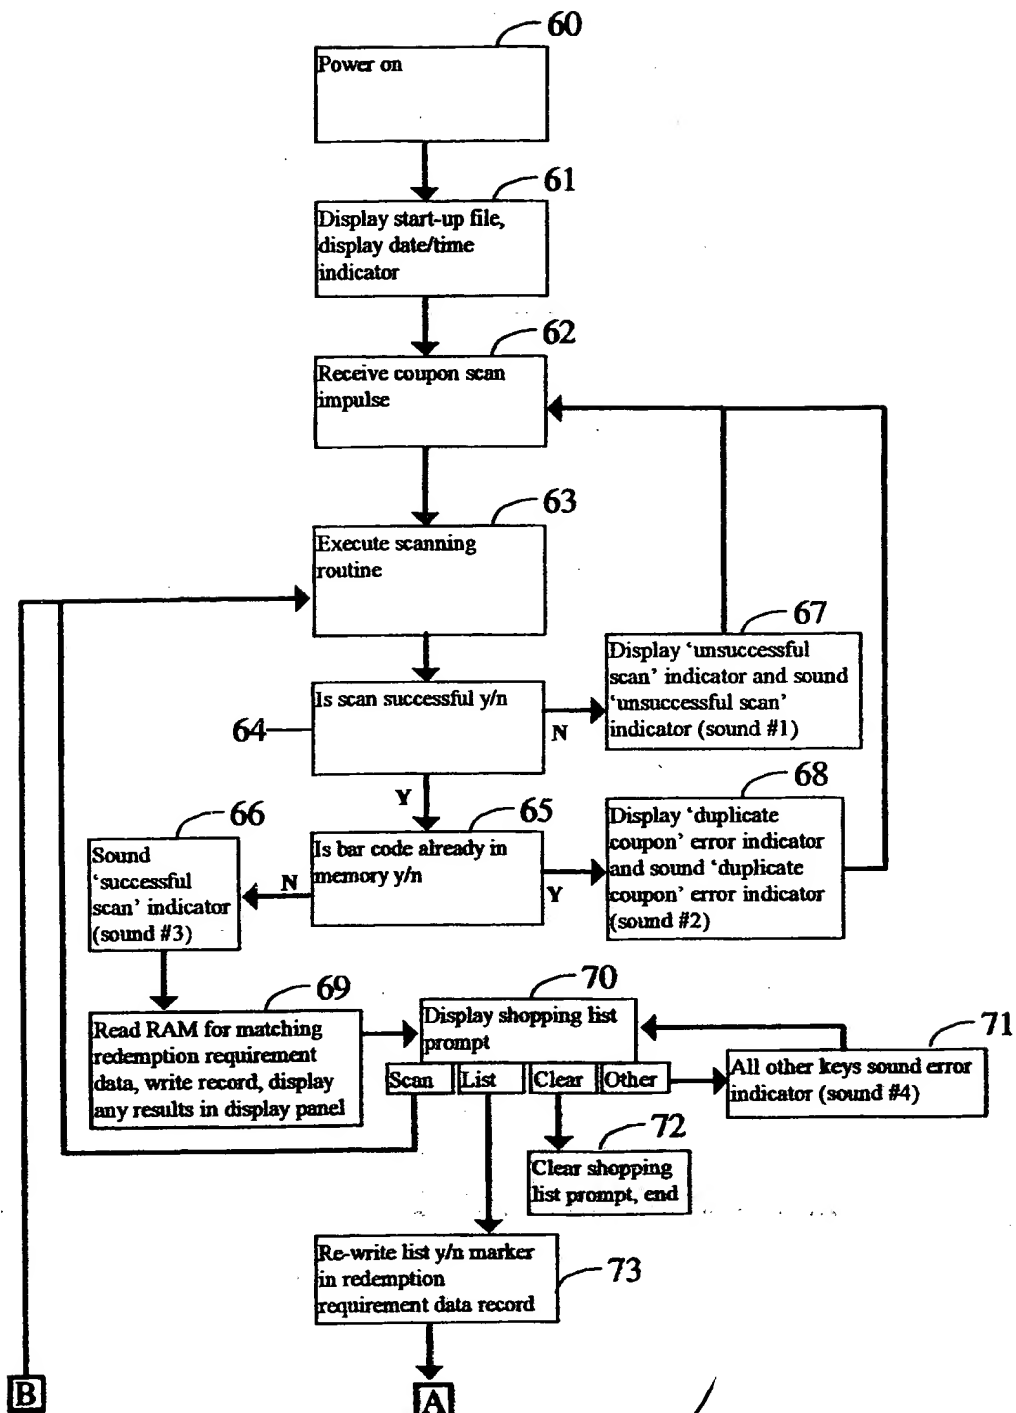 60
Power on
61
Display start-up file,
display date/time
indicator
62
Receive coupon scan
impulse
63
Execute scanning
routine
67
Display ‘unsuccessful
scan’ indicator and sound
‘unsuccessful scan’
indicator (sound #1)
64
Is scan successful y/n
N
Y
68
Display ‘duplicate
coupon’ error indicator
and sound ‘duplicate
coupon’ error indicator
(sound #2)
65
Is bar code already in
memory y/n
Y
N
66
Sound
‘successful
scan’ indicator
(sound #3)
69
Read RAM for matching
redemption requirement
data, write record, display
any results in display panel
70
Display shopping list
prompt
Scan
List
Clear
Other
71
All other keys sound error
indicator (sound #4)
72
Clear shopping
list prompt, end
73
Re-write list y/n marker
in redemption
requirement data record
B
A